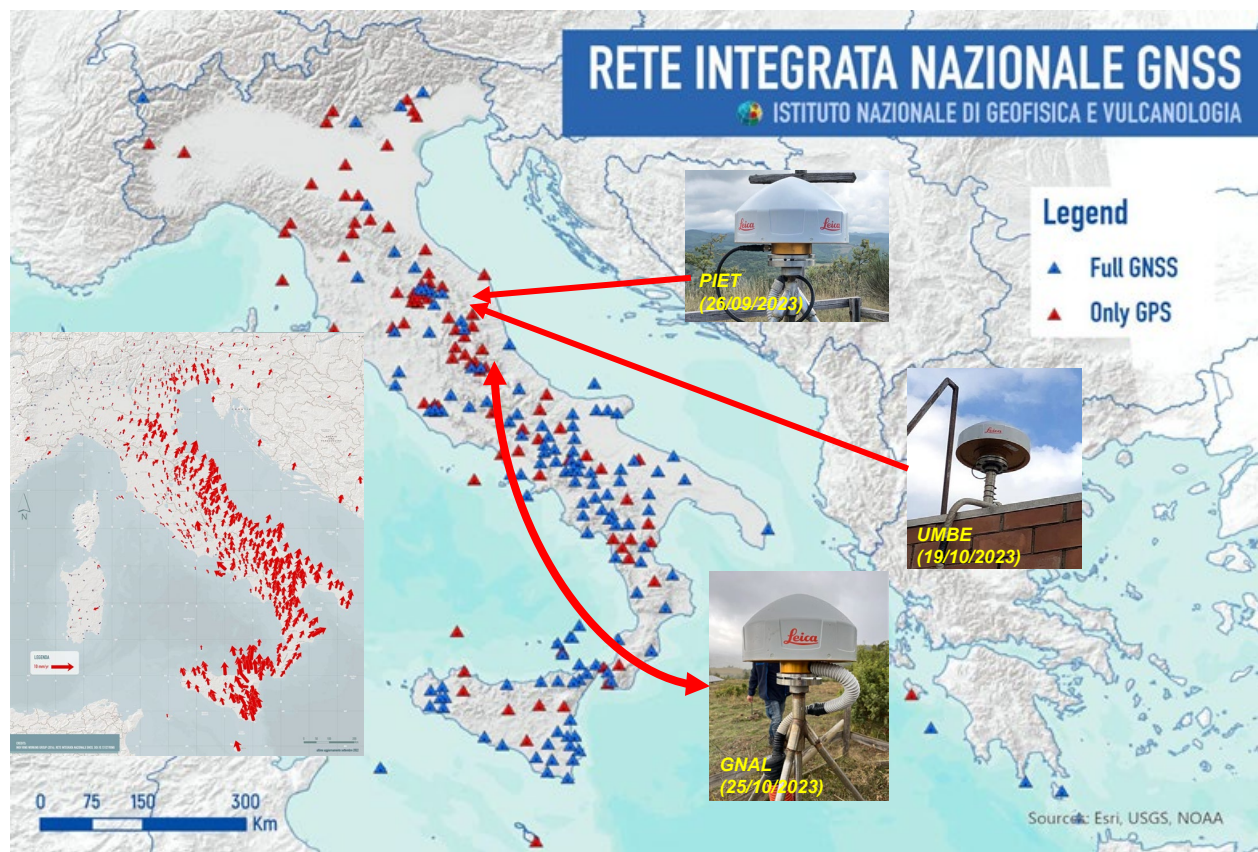 RETE INTEGRATA NAZIONALE GNSS
ISTITUTO NAZIONALE DI GEOFISICA E VULCANOLOGIA
Legend
Full GNSS
Only GPS
Leica
Leica
PIET
(26/09/2023)
Leica
UMBE
(19/10/2023)
Leica
GNAL
(25/10/2023)
N
LEGENDA
0 75 150 300
Km
Sources: Esri, USGS, NOAA